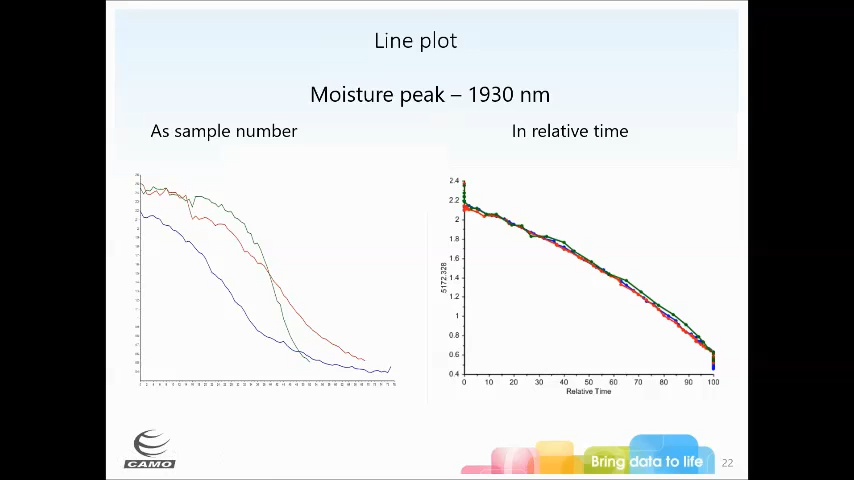 Line plot
Moisture peak – 1930 nm
As sample number
In relative time
2.4
2.2
2
1.8
1.6
1.4
1.2
1
0.8
0.6
0.4
5172.328
0 10 20 30 40 50 60 70 80 90 100
Relative Time
CAMO
Bring data to life
22